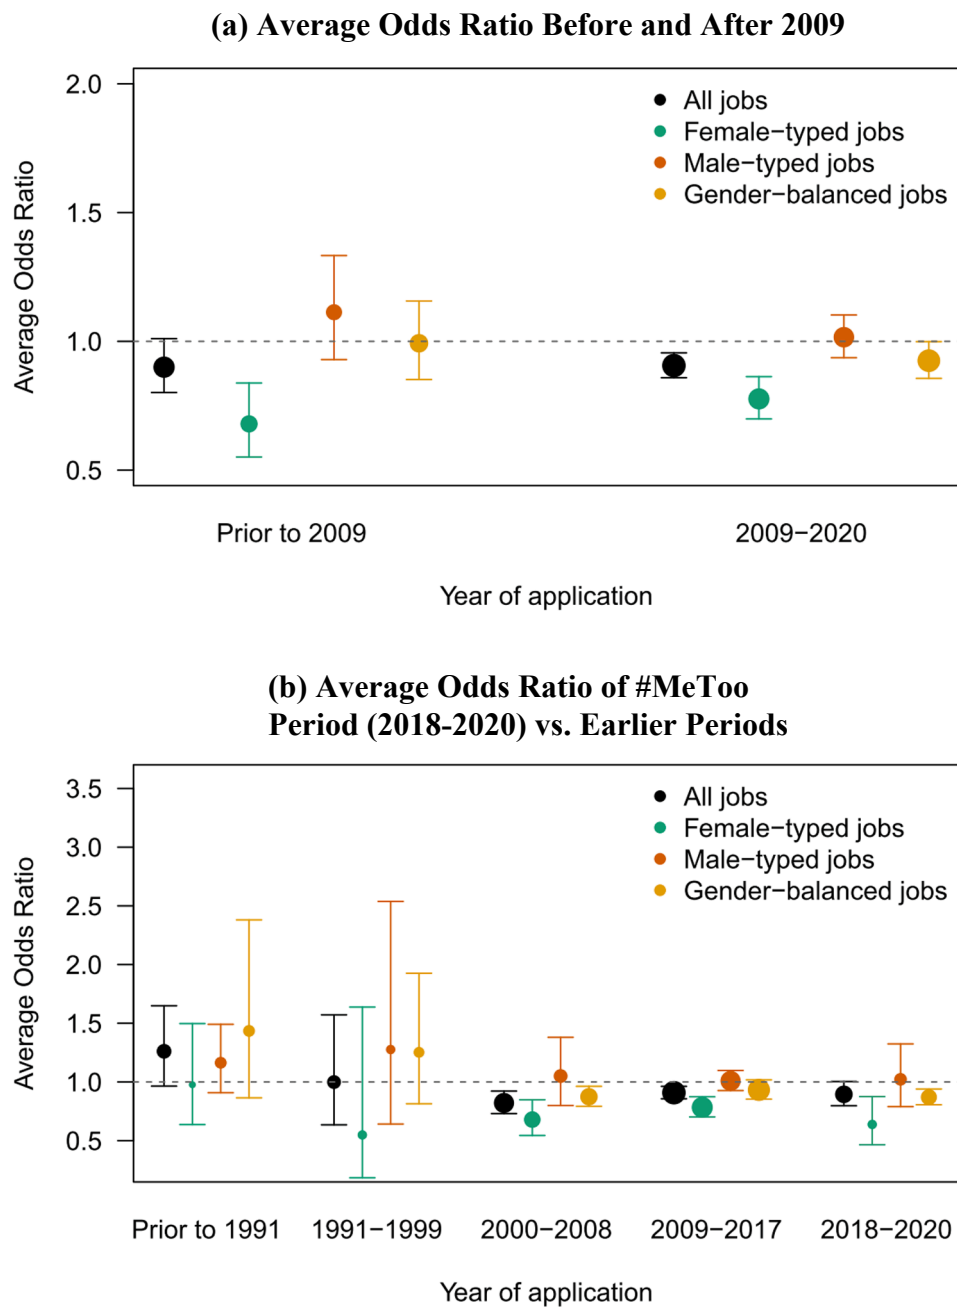 (a) Average Odds Ratio Before and After 2009
2.0
1.5
1.0
0.5
Average Odds Ratio
All jobs
Female−typed jobs
Male−typed jobs
Gender−balanced jobs
Prior to 2009
2009−2020
Year of application
(b) Average Odds Ratio of #MeToo
Period (2018-2020) vs. Earlier Periods
3.5
3.0
2.5
2.0
1.5
1.0
0.5
Average Odds Ratio
All jobs
Female−typed jobs
Male−typed jobs
Gender−balanced jobs
Prior to 1991
1991−1999
2000−2008
2009−2017
2018−2020
Year of application